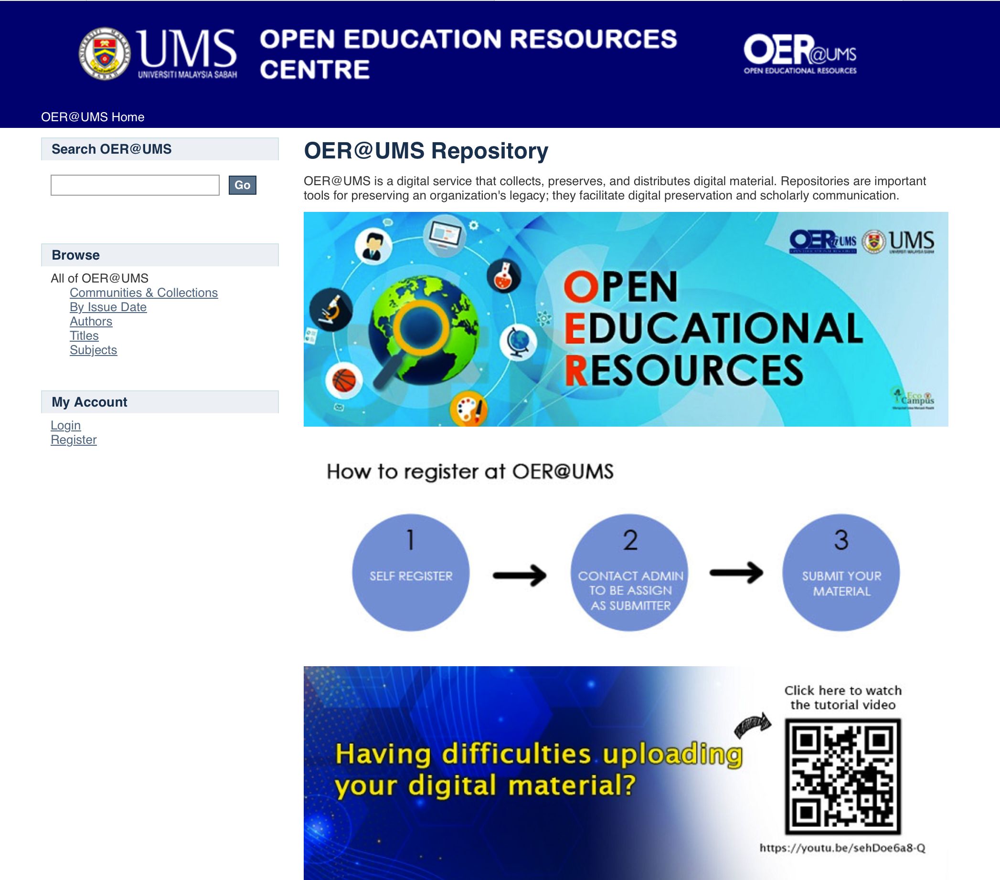 UMS
UNIVERSITI MALAYSIA SABAH
OPEN EDUCATION RESOURCES
CENTRE
OER@UMS
OPEN EDUCATIONAL RESOURCES
OER@UMS Home
Search OER@UMS
Go
Browse
All of OER@UMS
Communities & Collections
By Issue Date
Authors
Titles
Subjects
My Account
Login
Register
OER@UMS Repository
OER@UMS is a digital service that collects, preserves, and distributes digital material. Repositories are important
tools for preserving an organization's legacy; they facilitate digital preservation and scholarly communication.
OER@UMS
UMS
OPEN
EDUCATIONAL
RESOURCES
Eco
Campus
How to register at OER@UMS
1
SELF REGISTER
2
CONTACT ADMIN
TO BE ASSIGN
AS SUBMITTER
3
SUBMIT YOUR
MATERIAL
Having difficulties uploading
your digital material?
Click here to watch
the tutorial video
https://youtu.be/sehDoe6a8-Q